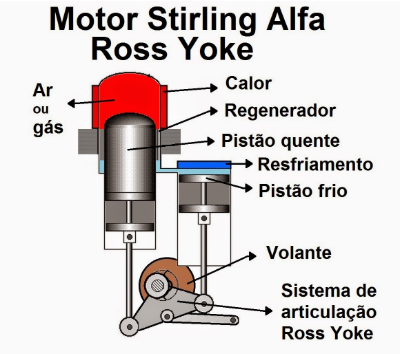 Motor Stirling Alfa
Ross Yoke
Ar
ou
gás
Calor
Regenerador
Pistão quente
Resfriamento
Pistão frio
Volante
Sistema de
articulação
Ross Yoke